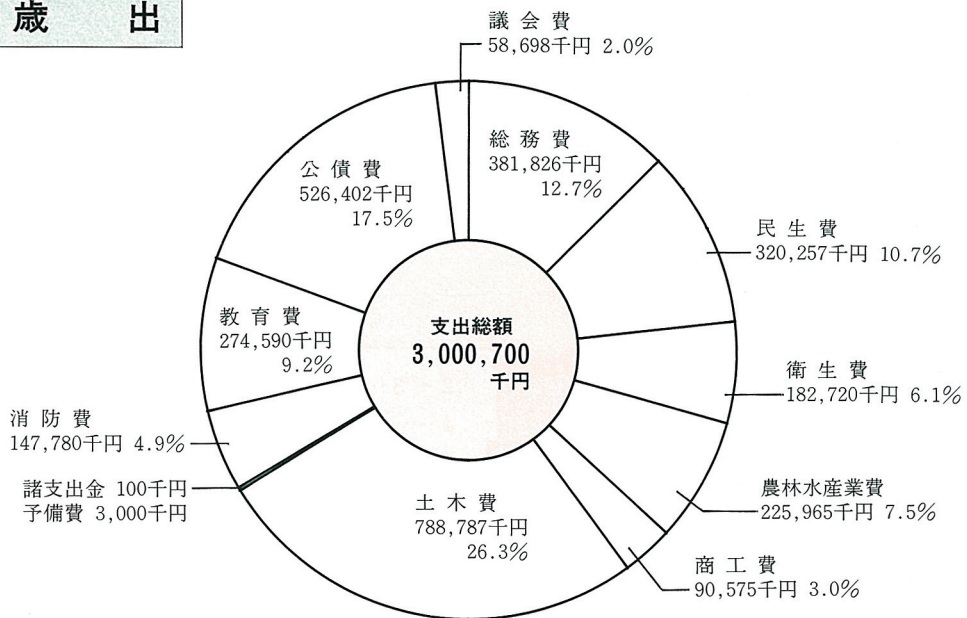 歳 出
議会費
58,698千円 2.0%
総務費
381,826千円
12.7%
民生費
320,257千円 10.7%
衛生費
182,720千円 6.1%
農林水産業費
225,965千円 7.5%
商工費
90,575千円 3.0%
土木費
788,787千円
26.3%
諸支出金 100千円
予備費 3,000千円
消防費
147,780千円 4.9%
教育費
274,590千円
9.2%
公債費
526,402千円
17.5%
支出総額
3,000,700
千円